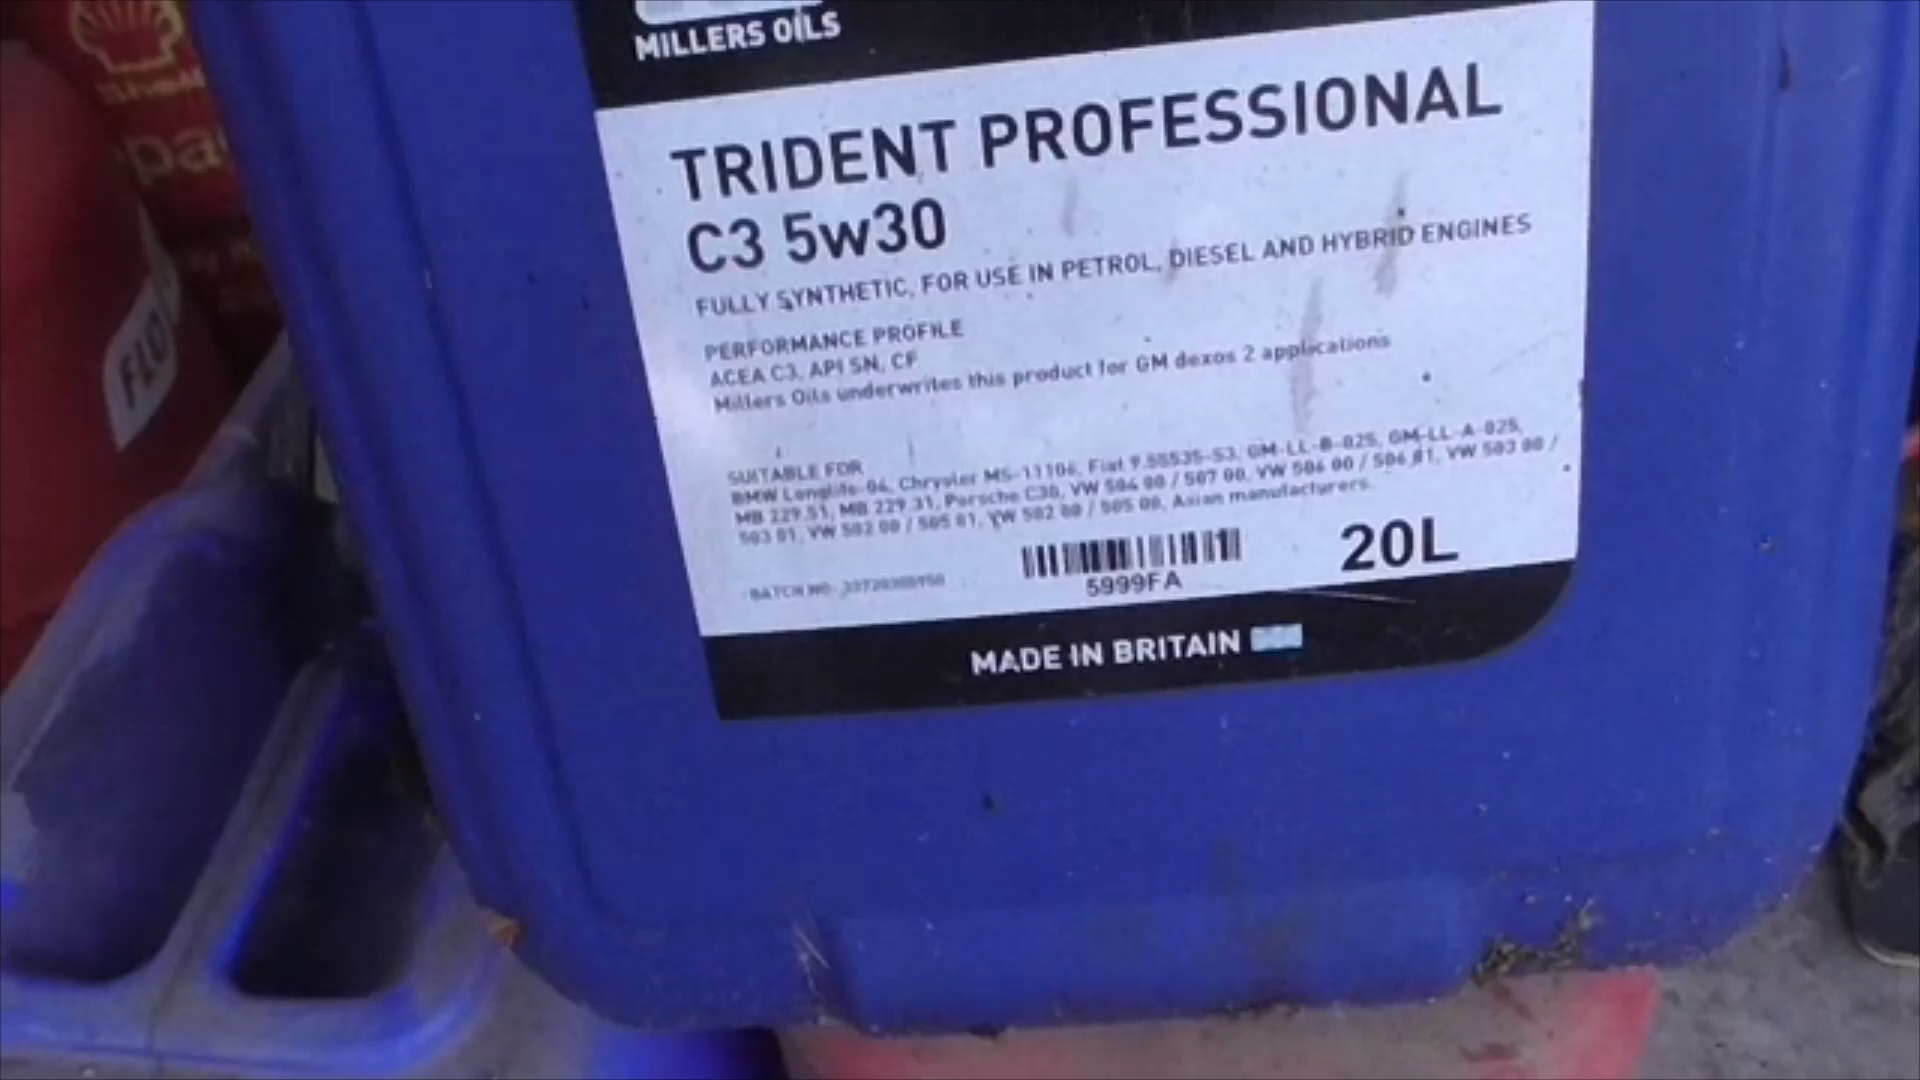 MILLERS OILS
TRIDENT PROFESSIONAL
C3 5w30
FULLY SYNTHETIC, FOR USE IN PETROL, DIESEL AND HYBRID ENGINES
PERFORMANCE PROFILE
ACEA C3, API SN, CF
Millers Oils underwrites this product for GM dexos 2 applications
SUITABLE FOR
BMW Longlife-04, Chrysler MS-11106, Fiat 9.55535-S3, GM-LL-B-025, GM-LL-A-025,
MB 229.51, MB 229.31, Porsche C30, VW 504 00 / 507 00, VW 506 00 / 506 01, VW 503 00 /
503 01, VW 502 00 / 505 01, VW 502 00 / 505 00, Asian manufacturers.
BATCH NO:
5999FA
20L
MADE IN BRITAIN
FLO
pa